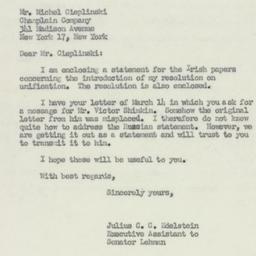 Mr. Michel Cieplinski
Champlain Company
341 Madison Avenue
New York 17, New York
Dear Mr. Cieplinski:
I am enclosing a statement for the Irish papers
concerning the introduction of my resolution on
unification. The resolution is also enclosed.
I have your letter of March 14 in which you ask for
a message for Mr. Victor Shimkin. Somehow the original
letter from him was misplaced. I therefore do not know
quite how to address the Russian statement. However, we
are getting it out as a statement and will trust to you
to transmit it to him.
I hope these will be useful to you.
With best regards,
Sincerely yours,
Julius C. C. Edelstein
Executive Assistant to
Senator Lehman